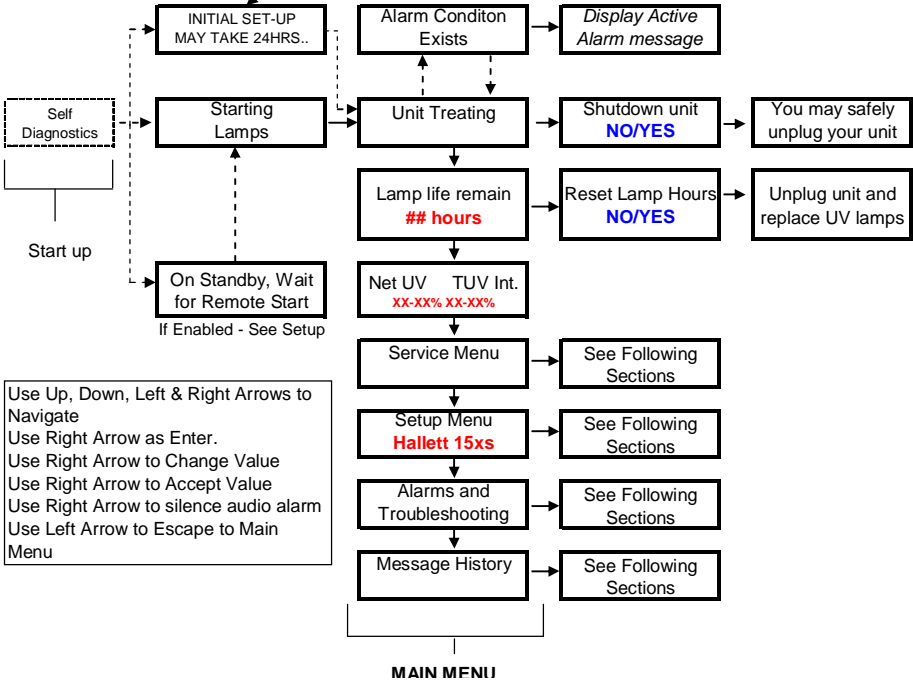 INITIAL SET-UP
MAY TAKE 24HRS..
Alarm Conditon
Exists
Display Active
Alarm message
Self
Diagnostics
Starting
Lamps
Unit Treating
Shutdown unit
NO/YES
You may safely
unplug your unit
Lamp life remain
## hours
Reset Lamp Hours
NO/YES
Unplug unit and
replace UV lamps
Start up
On Standby, Wait
for Remote Start
If Enabled - See Setup
Net UV TUV Int.
XX-XX% XX-XX%
Service Menu
See Following
Sections
Use Up, Down, Left & Right Arrows to
Navigate
Use Right Arrow as Enter.
Use Right Arrow to Change Value
Use Right Arrow to Accept Value
Use Right Arrow to silence audio alarm
Use Left Arrow to Escape to Main
Menu
Setup Menu
Hallett 15xs
See Following
Sections
Alarms and
Troubleshooting
See Following
Sections
Message History
See Following
Sections
MAIN MENU